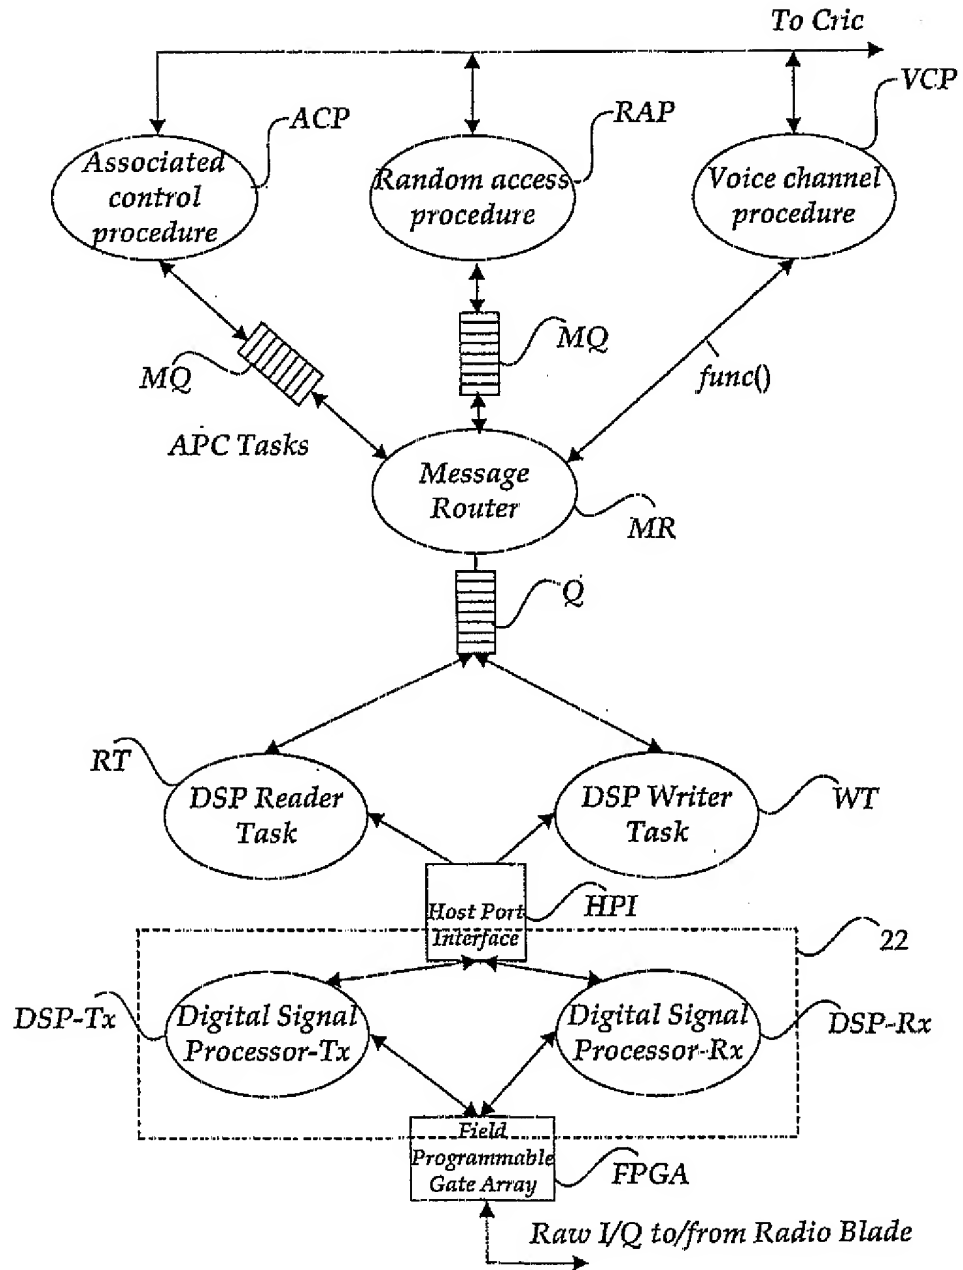 To Cric
VCP
ACP
RAP
Associated
control
procedure
Random access
procedure
Voice channel
procedure
MQ
MQ
func()
APC Tasks
Message
Router
MR
Q
RT
DSP Reader
Task
DSP Writer
Task
WT
Host Port
Interface
HPI
22
DSP-Tx
Digital Signal
Processor-Tx
Digital Signal
Processor-Rx
DSP-Rx
Field
Programmable
Gate Array
FPGA
Raw I/Q to/from Radio Blade